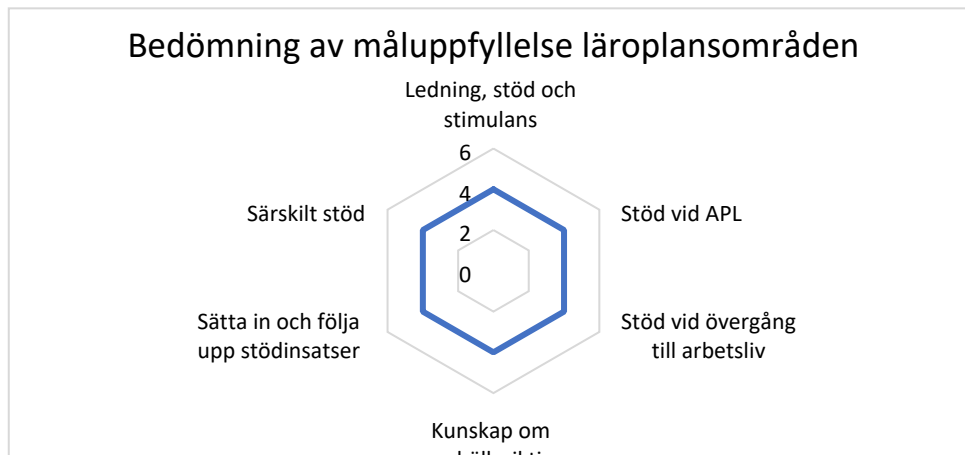 Bedömning av måluppfyllelse läroplansområden
Ledning, stöd och
stimulans
6
4
2
0
Stöd vid APL
Stöd vid övergång
till arbetsliv
Kunskap om
Sätta in och följa
upp stödinsatser
Särskilt stöd